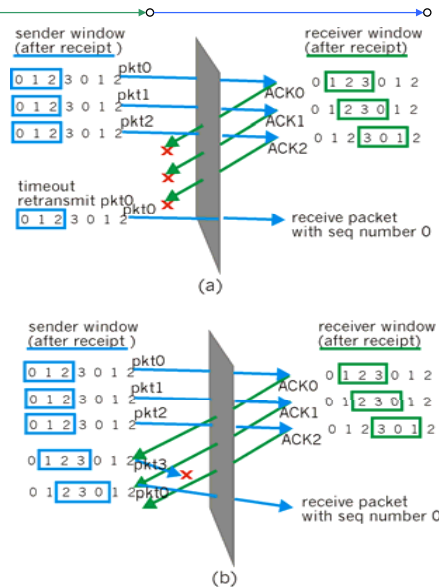 sender window
(after receipt )
receiver window
(after receipt)
0 1 2 3 0 1 2
pkt0
0 1 2 3 0 1 2
ACK0
0 1 2 3 0 1 2
pkt1
0 1 2 3 0 1 2
ACK1
0 1 2 3 0 1 2
pkt2
0 1 2 3 0 1 2
ACK2
timeout
retransmit pkt0
0 1 2 3 0 1 2
pkt0
receive packet
with seq number 0
(a)
sender window
(after receipt )
receiver window
(after receipt)
0 1 2 3 0 1 2
pkt0
0 1 2 3 0 1 2
ACK0
0 1 2 3 0 1 2
pkt1
0 1 2 3 0 1 2
ACK1
0 1 2 3 0 1 2
pkt2
0 1 2 3 0 1 2
ACK2
0 1 2 3 0 1 2
pkt3
0 1 2 3 0 1 2
pkt0
receive packet
with seq number 0
(b)